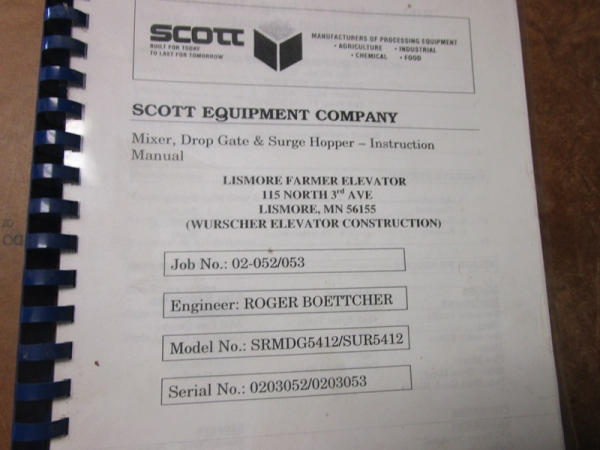 SCOTT
BUILT FOR TODAY
TO LAST FOR TOMORROW
MANUFACTURERS OF PROCESSING EQUIPMENT
• AGRICULTURE • INDUSTRIAL
• CHEMICAL • FOOD
SCOTT EQUIPMENT COMPANY
Mixer, Drop Gate & Surge Hopper – Instruction
Manual
LISMORE FARMER ELEVATOR
115 NORTH 3rd AVE
LISMORE, MN 56155
(WURSCHER ELEVATOR CONSTRUCTION)
Job No.: 02-052/053
Engineer: ROGER BOETTCHER
Model No.: SRMDG5412/SUR5412
Serial No.: 0203052/0203053